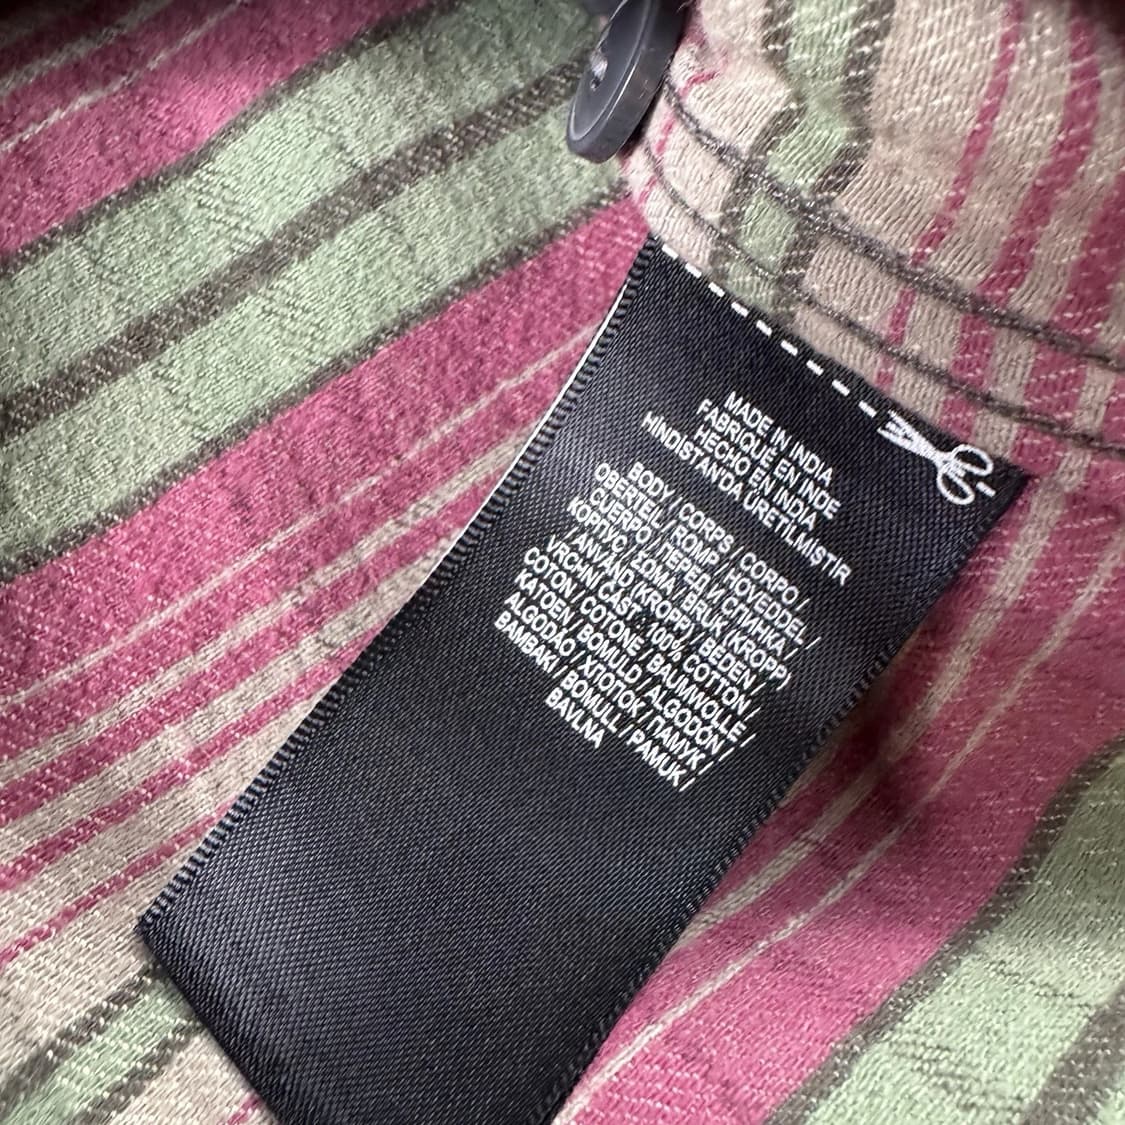 MADE IN INDIA
FABRIQUÉ EN INDE
HECHO EN INDIA
HİNDİSTAN'DA ÜRETİLMİŞTİR
BODY / CORPS / CORPO /
OBERTEIL / ROMP / HOVEDDEL /
CUERPO / ПЕРЕД И СПИНКА /
КОРПУС / ΣΩΜΑ / BRUK (KROPP)
/ ANVÄND (KROPP) / BEDEN /
VRCHNÍ ČÁST & 100% COTTON /
COTON / COTONE / BAUMWOLLE /
KATOEN / BOMULD / ALGODÓN /
ALGODÃO / ХЛОПОК / ПАМУК /
BAMBAKI / BOMULL / PAMUK /
BAVLNA